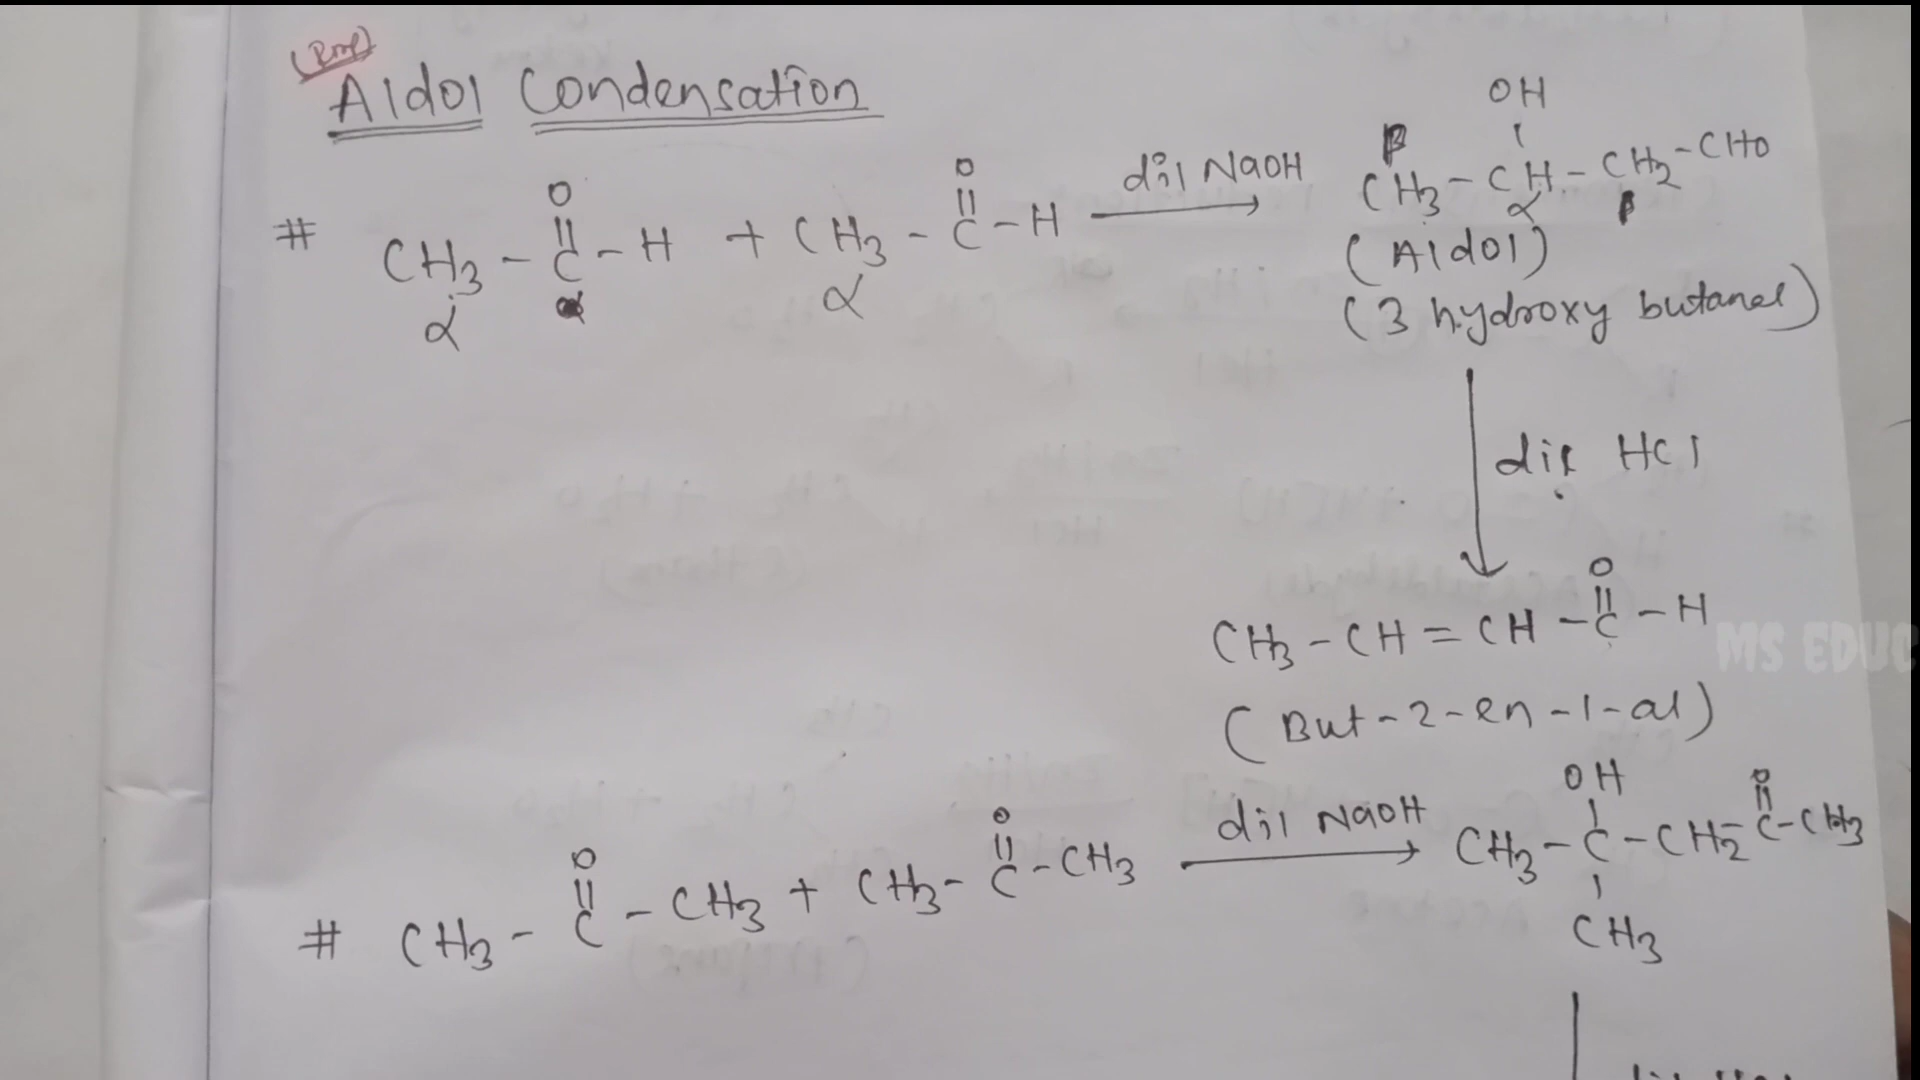 (Imp)
Aldol Condensation
O O OH
# CH3 - C - H + CH3 - C - H dil NaOH CH3 - CH - CH2 - CHO
β α α α β
(Aldol)
(3 hydroxy butanal)
dil HCl
O
CH3 - CH = CH - C - H
MS EDUC
(But - 2 - en - 1 - al)
O O OH O
# CH3 - C - CH3 + CH3 - C - CH3 dil NaOH CH3 - C - CH2 - C - CH3
CH3